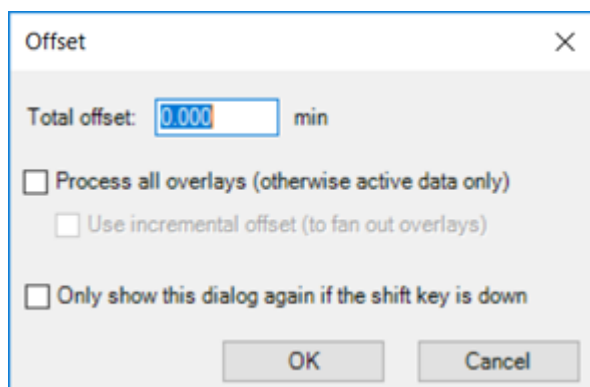 Offset
Total offset: 0.000 min
Process all overlays (otherwise active data only)
Use incremental offset (to fan out overlays)
Only show this dialog again if the shift key is down
OK Cancel